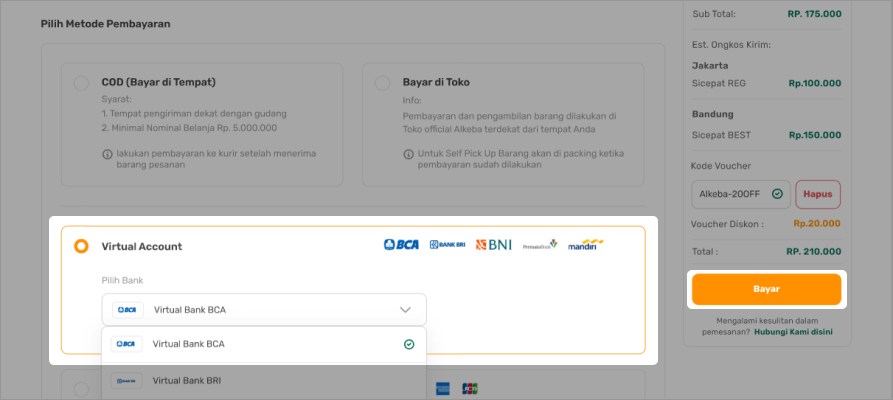 Pilih Metode Pembayaran
COD (Bayar di Tempat)
Syarat:
1. Tempat pengiriman dekat dengan gudang
2. Minimal Nominal Belanja Rp. 5.000.000
lakukan pembayaran ke kurir setelah menerima
barang pesanan
Bayar di Toko
Info:
Pembayaran dan pengambilan barang dilakukan di
Toko official Alkeba terdekat dari tempat Anda
Untuk Self Pick Up Barang akan di packing ketika
pembayaran sudah dilakukan
Virtual Account
BCA BANK BRI BNI PermataBank mandiri
Pilih Bank
BCA Virtual Bank BCA
BCA Virtual Bank BCA
BANK BRI Virtual Bank BRI
JCB
Sub Total: RP. 175.000
Est. Ongkos Kirim:
Jakarta
Sicepat REG Rp.100.000
Bandung
Sicepat BEST Rp.150.000
Kode Voucher
Alkeba-20OFF Hapus
Voucher Diskon : Rp.20.000
Total : RP. 210.000
Bayar
Mengalami kesulitan dalam
pemesanan? Hubungi Kami disini